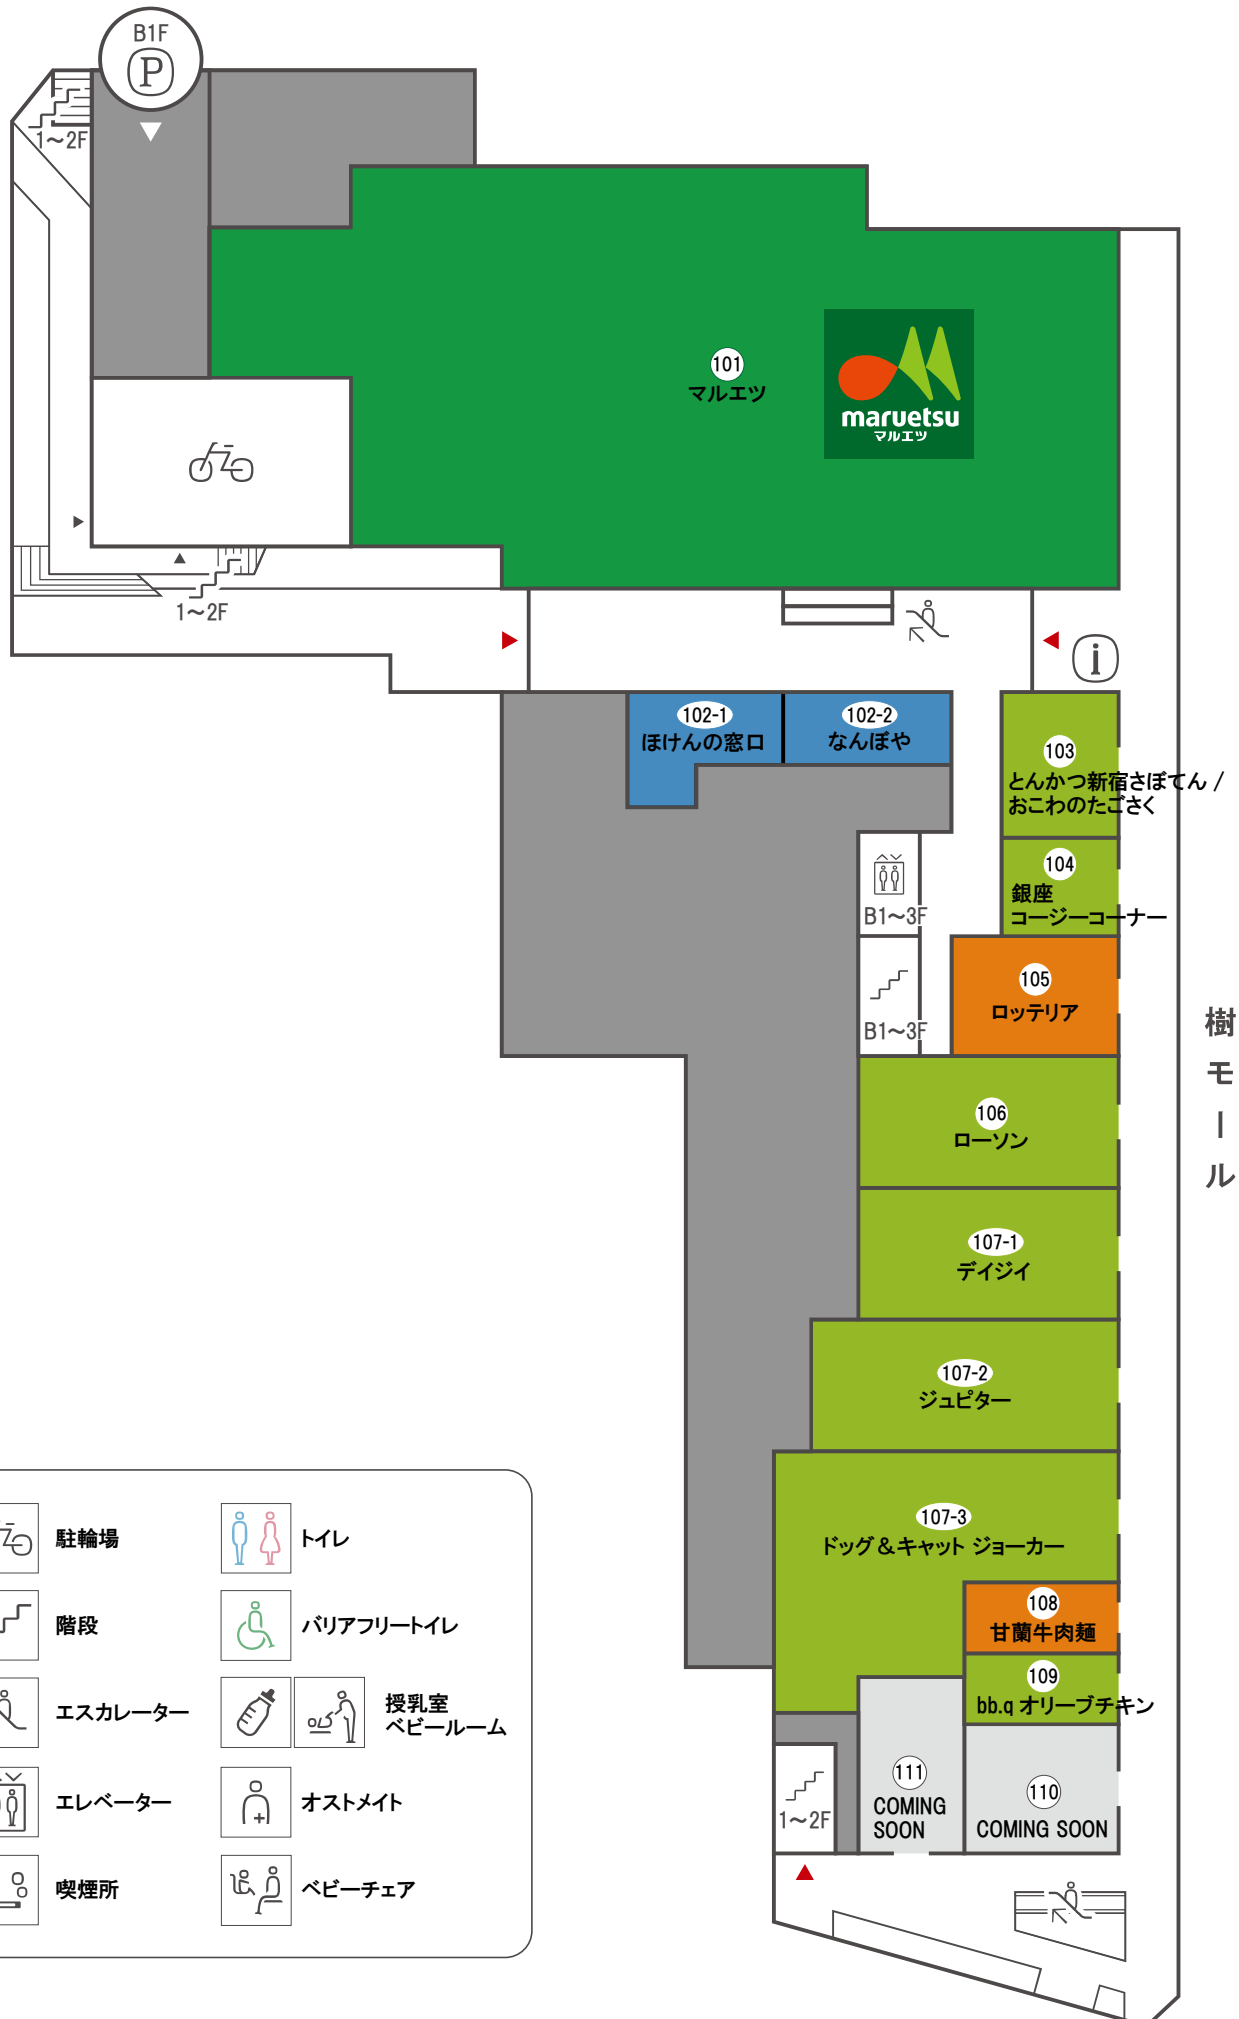 B1F
P
1～2F
101
マルエツ
maruetsu
マルエツ
1～2F
i
102-1
ほけんの窓口
102-2
なんぼや
103
とんかつ新宿さぼてん /
おこわのたごさく
104
銀座
コージーコーナー
B1～3F
105
ロッテリア
B1～3F
樹モール
106
ローソン
107-1
デイジイ
107-2
ジュピター
107-3
ドッグ＆キャット ジョーカー
108
甘蘭牛肉麺
109
bb.q オリーブチキン
111
COMING
SOON
110
COMING SOON
1～2F
駐輪場
トイレ
階段
バリアフリートイレ
エスカレーター
授乳室
ベビールーム
エレベーター
オストメイト
喫煙所
ベビーチェア